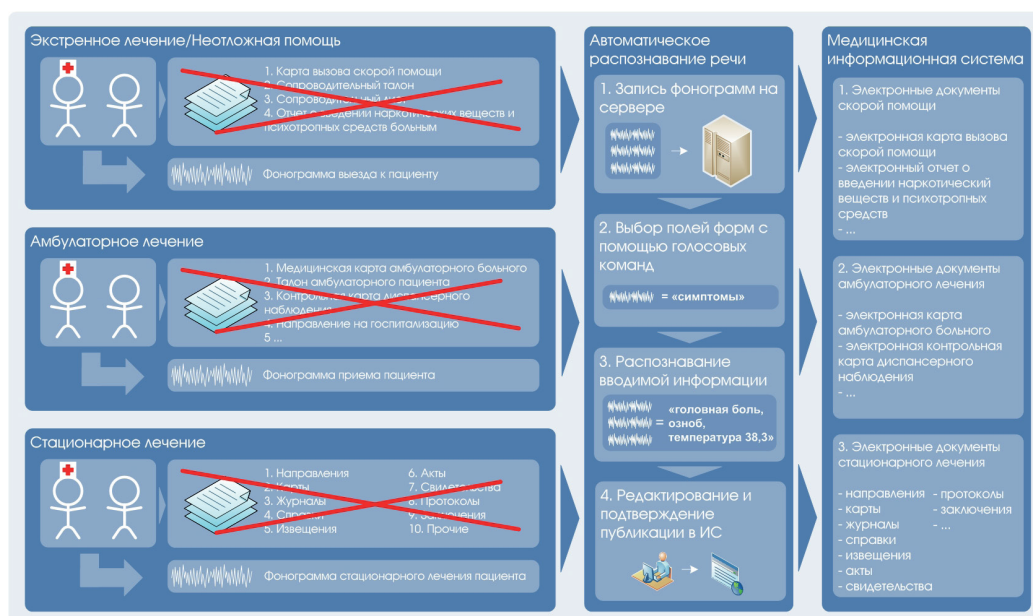 Экстренное лечение/Неотложная помощь
1. Карта вызова скорой помощи
2. Сопроводительный талон
3. Сопроводительный лист
4. Отчет о введении наркотических веществ и
психотропных средств больным
Фонограмма выезда к пациенту
Амбулаторное лечение
1. Медицинская карта амбулаторного больного
2. Талон амбулаторного пациента
3. Контрольная карта диспансерного
наблюдения
4. Направление на госпитализацию
5 ...
Фонограмма приема пациента
Стационарное лечение
1. Направления
2. Карты
3. Журналы
4. Справки
5. Извещения
6. Акты
7. Свидетельства
8. Протоколы
9. Заключения
10. Прочие
Фонограмма стационарного лечения пациента
Автоматическое
распознавание речи
1. Запись фонограмм на
сервере
2. Выбор полей форм с
помощью голосовых
команд
= «симптомы»
3. Распознавание
вводимой информации
= «головная боль,
озноб,
температура 38,3»
4. Редактирование и
подтверждение
публикации в ИС
Медицинская
информационная система
1. Электронные документы
скорой помощи
- электронная карта вызова
скорой помощи
- электронный отчет о
введении наркотический
веществ и психотропных
средств
- ...
2. Электронные документы
амбулаторного лечения
- электронная карта
амбулаторного больного
- электронная контрольная
карта диспансерного
наблюдения
- ...
3. Электронные документы
стационарного лечения
- направления
- карты
- журналы
- справки
- извещения
- акты
- свидетельства
- протоколы
- заключения
- ...